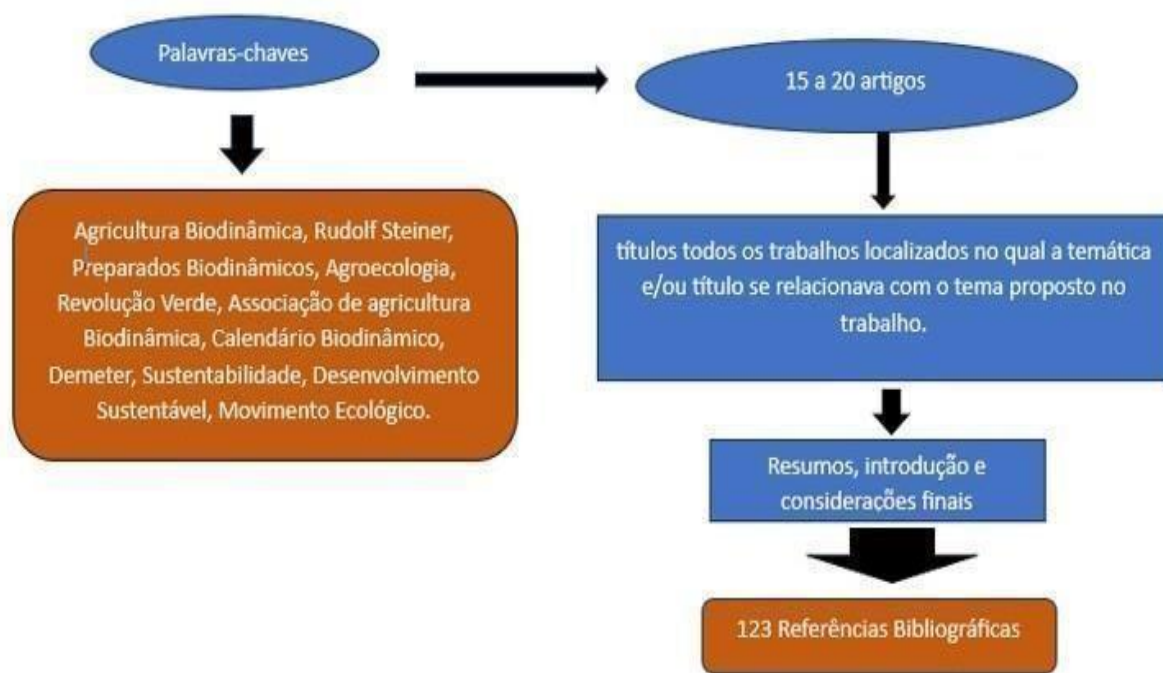 Palavras-chaves
15 a 20 artigos
Agricultura Biodinâmica, Rudolf Steiner,
Preparados Biodinâmicos, Agroecologia,
Revolução Verde, Associação de agricultura
Biodinâmica, Calendário Biodinâmico,
Demeter, Sustentabilidade, Desenvolvimento
Sustentável, Movimento Ecológico.
títulos todos os trabalhos localizados no qual a temática
e/ou título se relacionava com o tema proposto no
trabalho.
Resumos, introdução e
considerações finais
123 Referências Bibliográficas